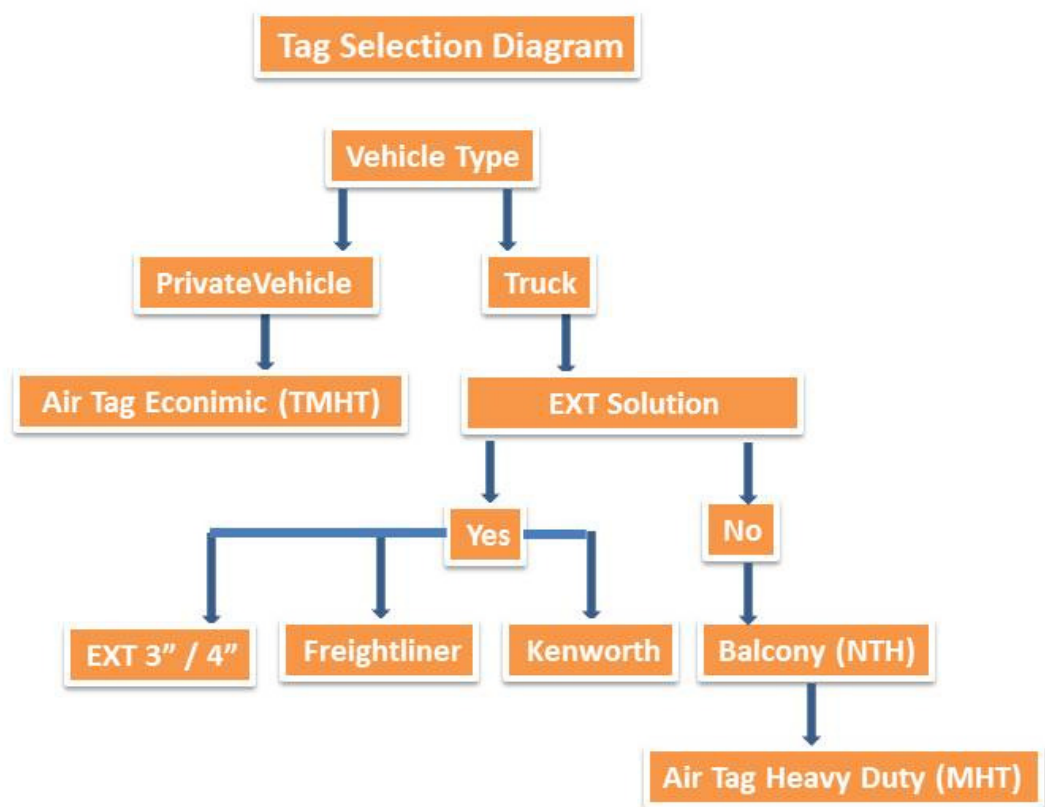 Tag Selection Diagram
Vehicle Type
PrivateVehicle
Truck
Air Tag Econimic (TMHT)
EXT Solution
Yes
No
EXT 3” / 4”
Freightliner
Kenworth
Balcony (NTH)
Air Tag Heavy Duty (MHT)